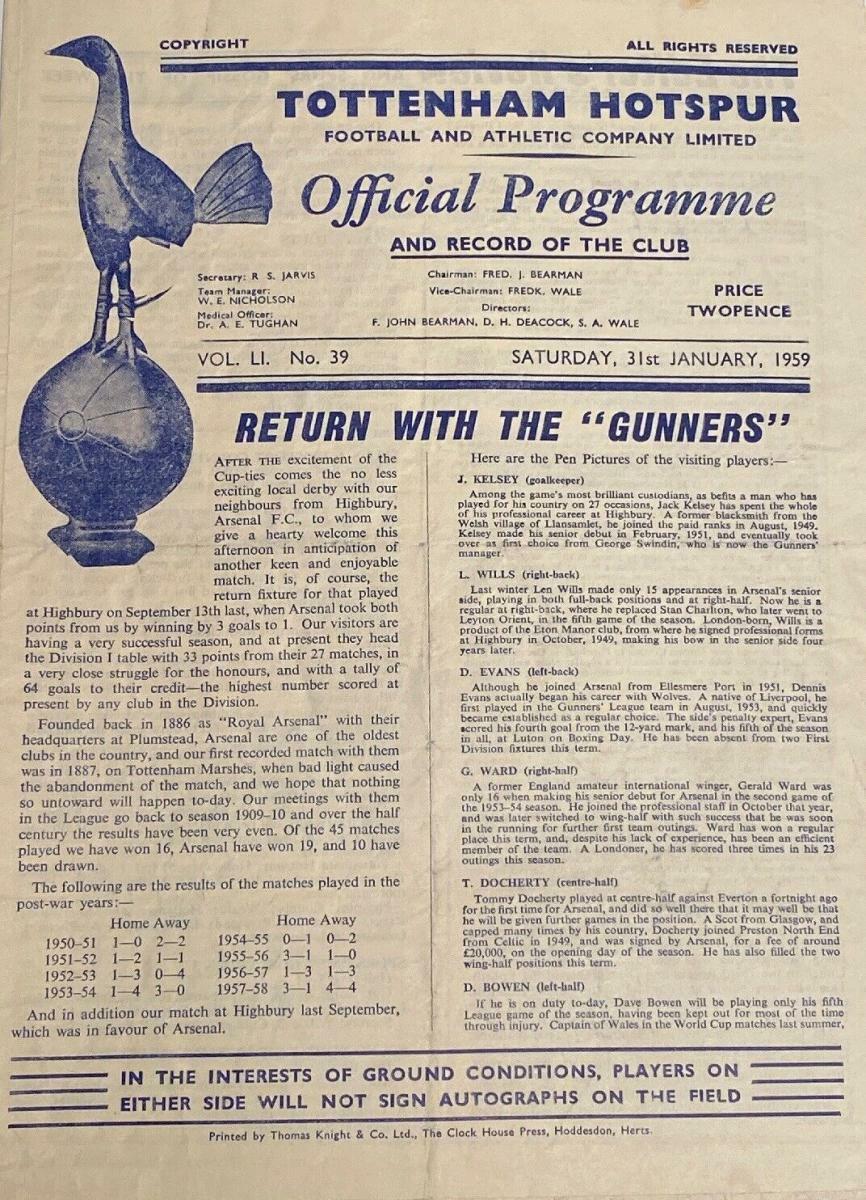 COPYRIGHT
ALL RIGHTS RESERVED
TOTTENHAM HOTSPUR
FOOTBALL AND ATHLETIC COMPANY LIMITED
Official Programme
AND RECORD OF THE CLUB
Secretary: R S. JARVIS
Team Manager:
W. E. NICHOLSON
Medical Officer:
Dr. A. E. TUGHAN
Chairman: FRED. J. BEARMAN
Vice-Chairman: FREDK. WALE
Directors:
F. JOHN BEARMAN, D. H. DEACOCK, S. A. WALE
PRICE
TWOPENCE
VOL. LI. No. 39
SATURDAY, 31st JANUARY, 1959
RETURN WITH THE "GUNNERS"
AFTER THE excitement of the
Cup-ties comes the no less
exciting local derby with our
neighbours from Highbury,
Arsenal F.C., to whom we
give a hearty welcome this
afternoon in anticipation of
another keen and enjoyable
match. It is, of course, the
return fixture for that played
at Highbury on September 13th last, when Arsenal took both
points from us by winning by 3 goals to 1. Our visitors are
having a very successful season, and at present they head
the Division I table with 33 points from their 27 matches, in
a very close struggle for the honours, and with a tally of
64 goals to their credit—the highest number scored at
present by any club in the Division.
Founded back in 1886 as "Royal Arsenal" with their
headquarters at Plumstead, Arsenal are one of the oldest
clubs in the country, and our first recorded match with them
was in 1887, on Tottenham Marshes, when bad light caused
the abandonment of the match, and we hope that nothing
so untoward will happen to-day. Our meetings with them
in the League go back to season 1909-10 and over the half
century the results have been very even. Of the 45 matches
played we have won 16, Arsenal have won 19, and 10 have
been drawn.
The following are the results of the matches played in the
post-war years:—
Home Away
1950-51 1—0 2—2
1951-52 1—2 1—1
1952-53 1—3 0—4
1953-54 1—4 3—0
Home Away
1954-55 0—1 0—2
1955-56 3—1 1—0
1956-57 1—3 1—3
1957-58 3—1 4—4
And in addition our match at Highbury last September,
which was in favour of Arsenal.
Here are the Pen Pictures of the visiting players:—
J. KELSEY (goalkeeper)
Among the game's most brilliant custodians, as befits a man who has
played for his country on 27 occasions, Jack Kelsey has spent the whole
of his professional career at Highbury. A former blacksmith from the
Welsh village of Llansamlet, he joined the paid ranks in August, 1949.
Kelsey made his senior debut in February, 1951, and eventually took
over as first choice from George Swindin, who is now the Gunners'
manager.
L. WILLS (right-back)
Last winter Len Wills made only 15 appearances in Arsenal's senior
side, playing in both full-back positions and at right-half. Now he is a
regular at right-back, where he replaced Stan Charlton, who later went to
Leyton Orient, in the fifth game of the season. London-born, Wills is a
product of the Eton Manor club, from where he signed professional forms
at Highbury in October, 1949, making his bow in the senior side four
years later.
D. EVANS (left-back)
Although he joined Arsenal from Ellesmere Port in 1951, Dennis
Evans actually began his career with Wolves. A native of Liverpool, he
first played in the Gunners' League team in August, 1953, and quickly
became established as a regular choice. The side's penalty expert, Evans
scored his fourth goal from the 12-yard mark, and his fifth of the season
in all, at Luton on Boxing Day. He has been absent from two First
Division fixtures this term.
G. WARD (right-half)
A former England amateur international winger, Gerald Ward was
only 16 when making his senior debut for Arsenal in the second game of
the 1953-54 season. He joined the professional staff in October that year,
and was later switched to wing-half with such success that he was soon
in the running for further first team outings. Ward has won a regular
place this term, and, despite his lack of experience, has been an efficient
member of the team. A Londoner, he has scored three times in his 23
outings this season.
T. DOCHERTY (centre-half)
Tommy Docherty played at centre-half against Everton a fortnight ago
for the first time for Arsenal, and did so well there that it may well be that
he will be given further games in the position. A Scot from Glasgow, and
capped many times by his country, Docherty joined Preston North End
from Celtic in 1949, and was signed by Arsenal, for a fee of around
£20,000, on the opening day of the season. He has also filled the two
wing-half positions this term.
D. BOWEN (left-half)
If he is on duty to-day, Dave Bowen will be playing only his fifth
League game of the season, having been kept out for most of the time
through injury. Captain of Wales in the World Cup matches last summer,
IN THE INTERESTS OF GROUND CONDITIONS, PLAYERS ON
EITHER SIDE WILL NOT SIGN AUTOGRAPHS ON THE FIELD
Printed by Thomas Knight & Co. Ltd., The Clock House Press, Hoddesdon, Herts.